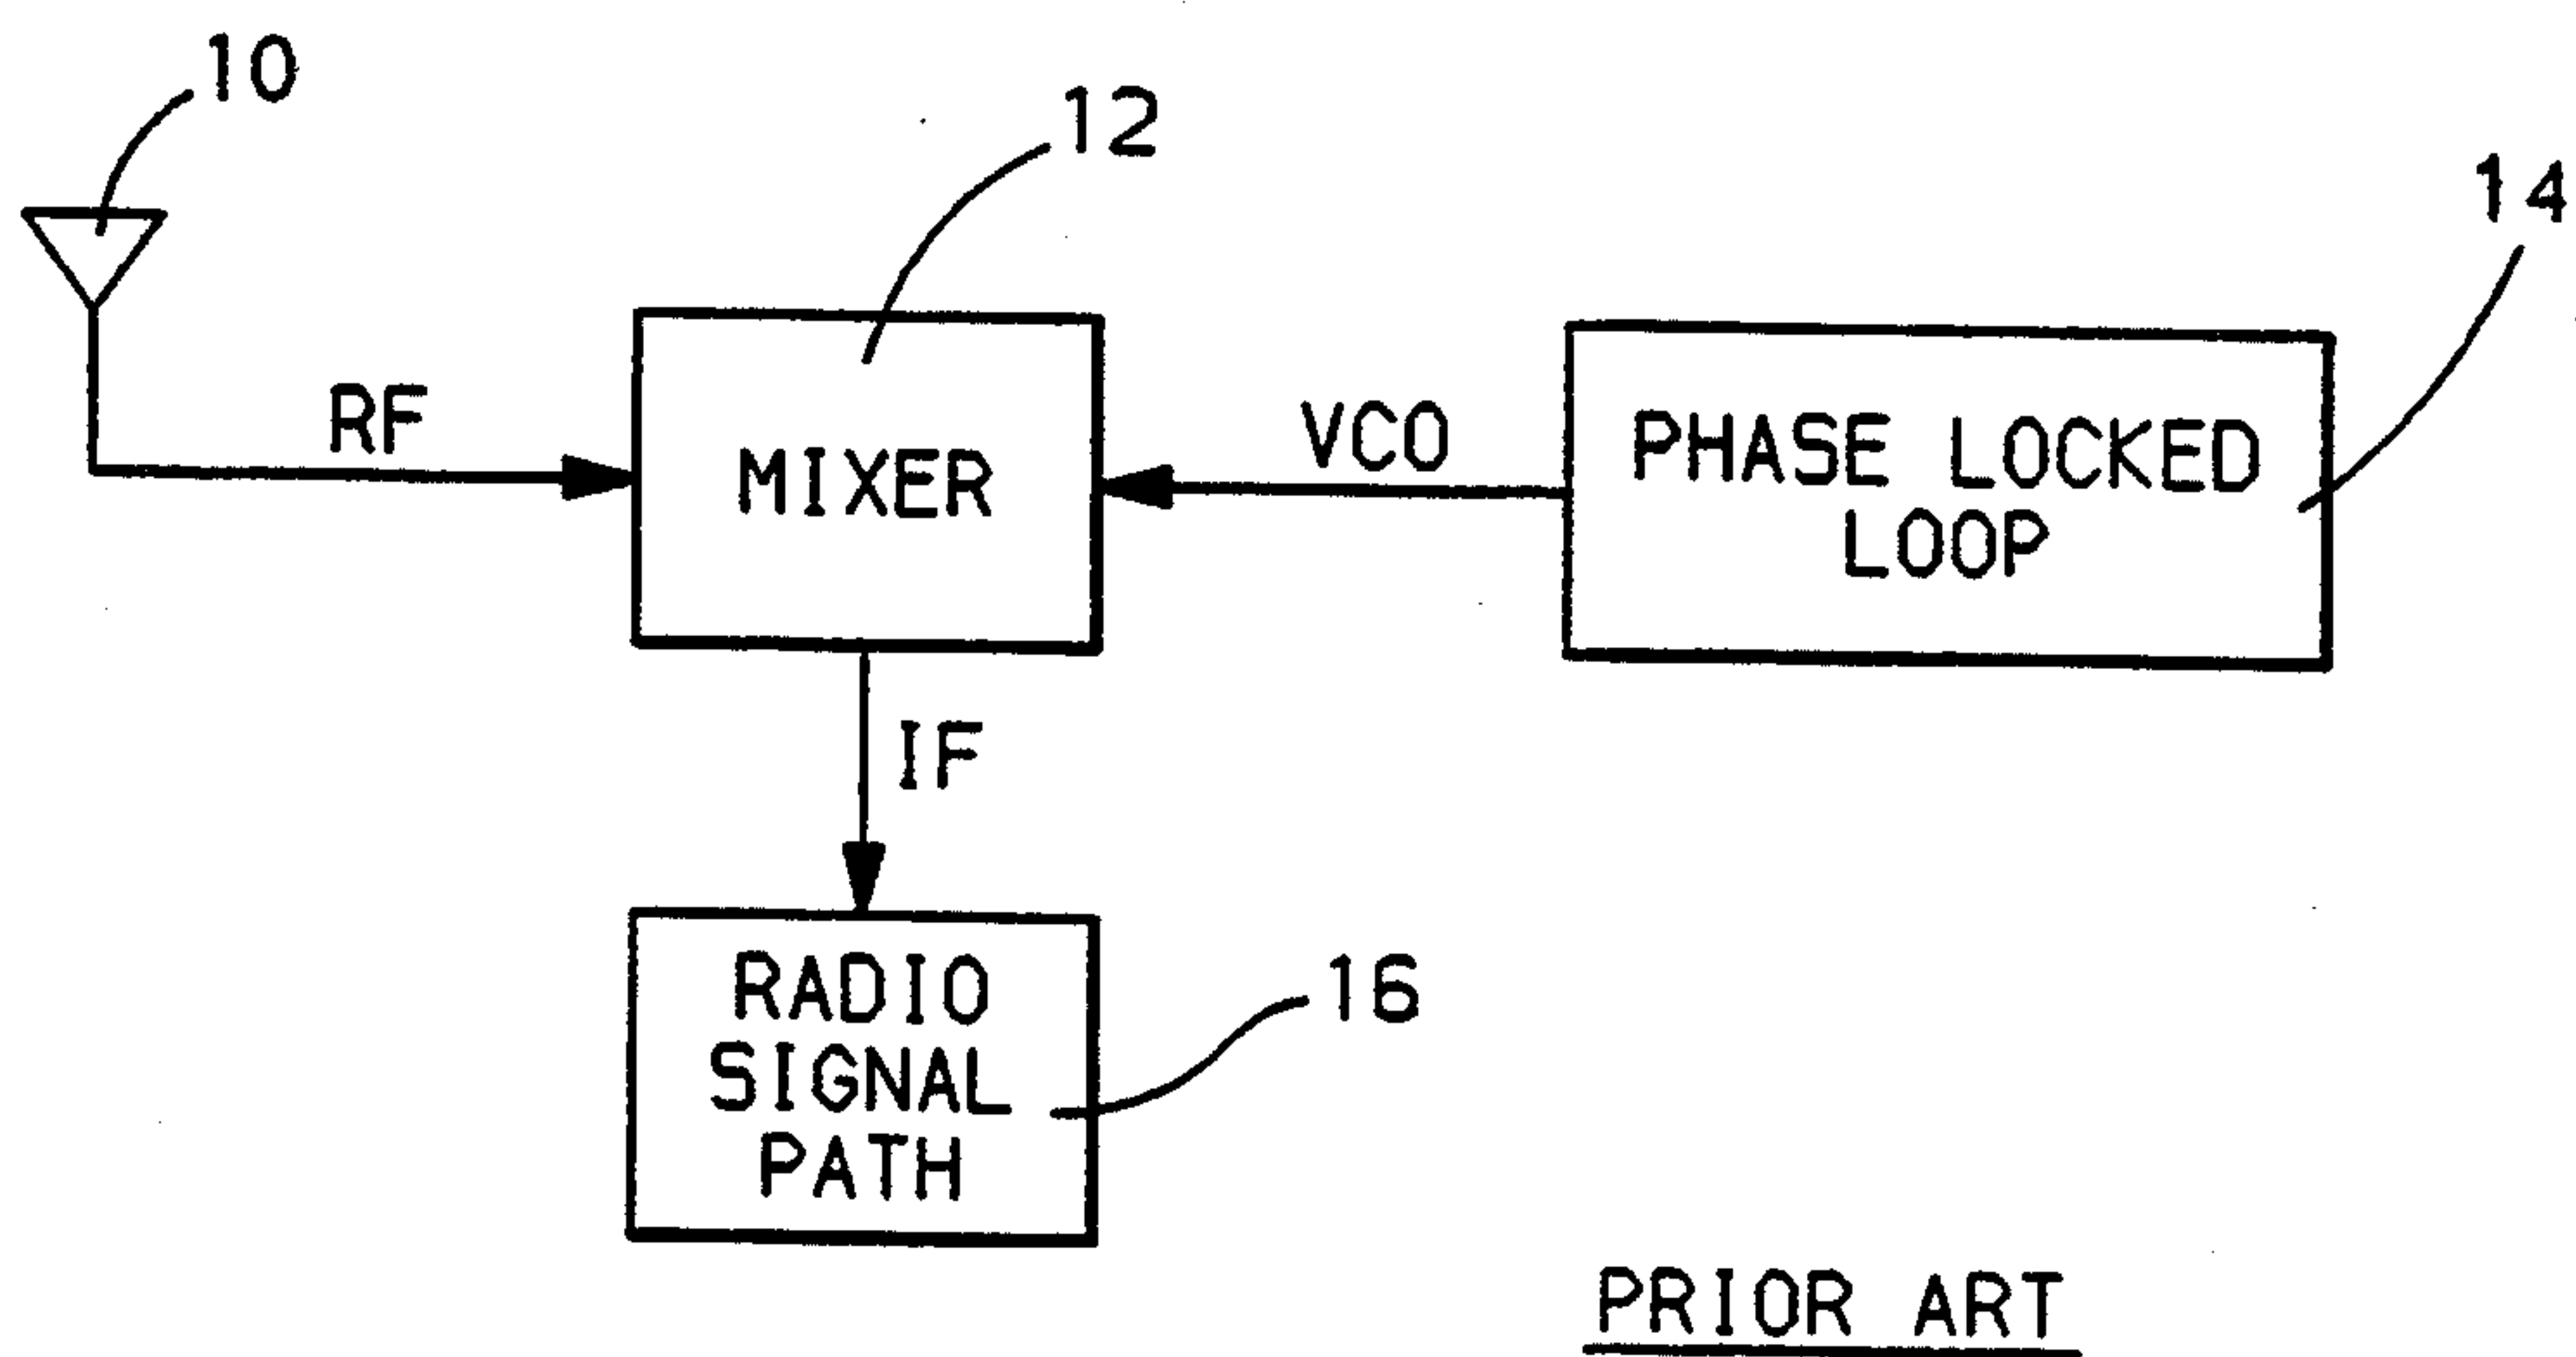 10
12
14
RF
MIXER
VCO
PHASE LOCKED
LOOP
IF
RADIO
SIGNAL
PATH
16
PRIOR ART